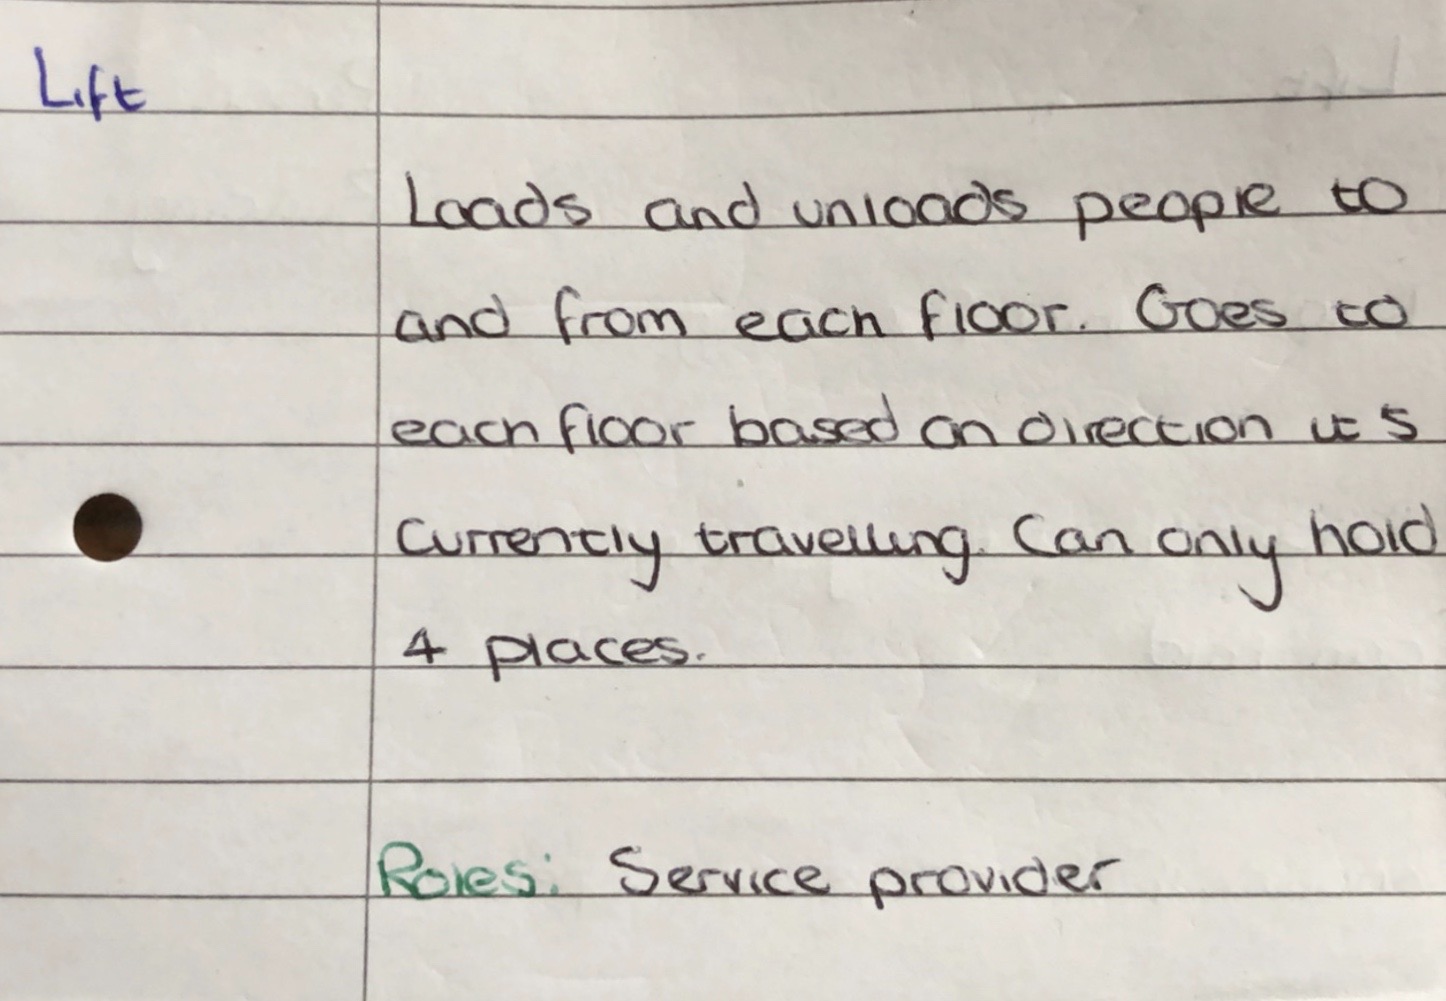 Lift
Loads and unloads people to
and from each floor. Goes to
each floor based on direction it s
currently travelling. Can only hold
4 places.
Roles: Service provider